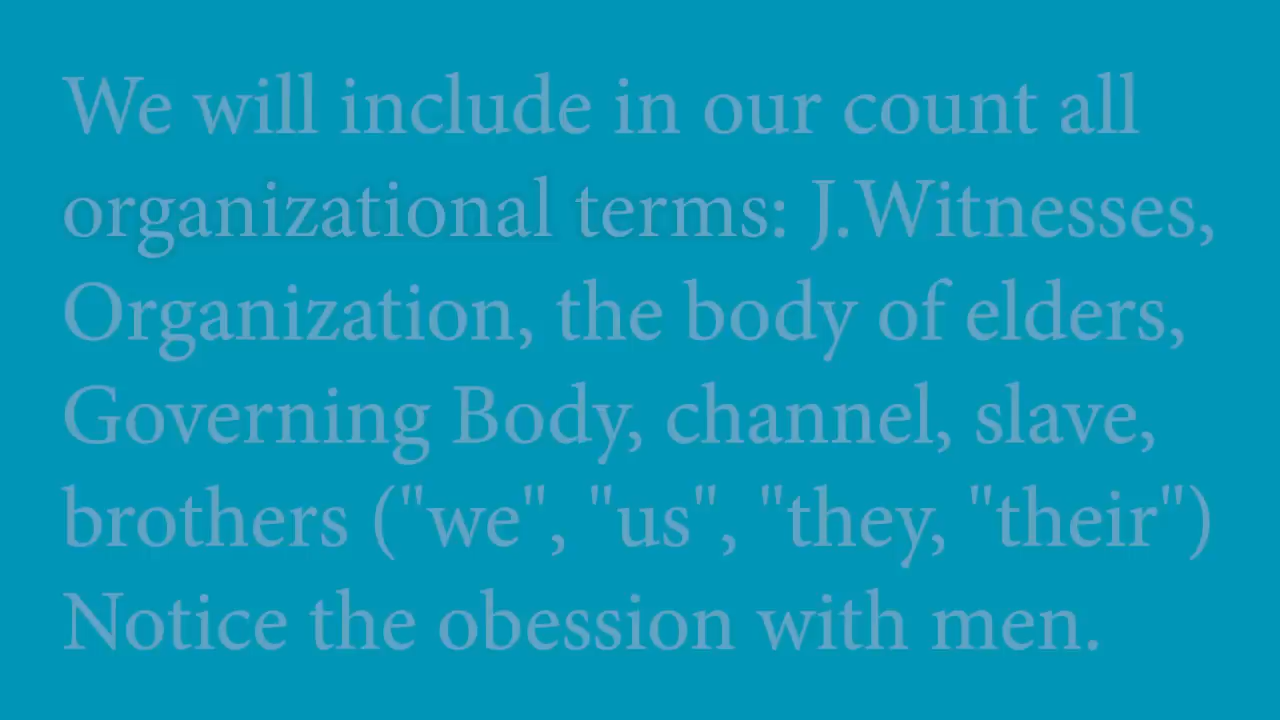 We will include in our count all
organizational terms: J.Witnesses,
Organization, the body of elders,
Governing Body, channel, slave,
brothers ("we", "us", "they, "their")
Notice the obession with men.